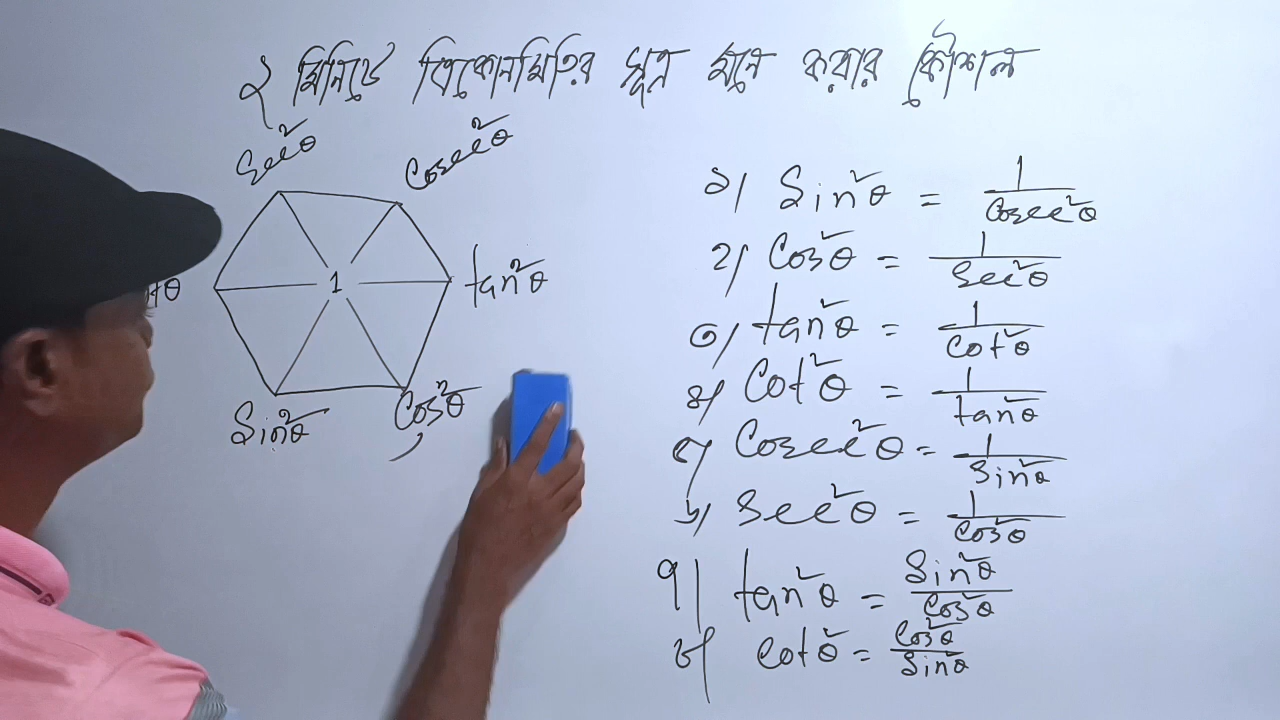 ২ মিনিটে ত্রিকোনমিতির সূত্র মনে করার কৌশল
Sec²θ
Cosec²θ
1
tan²θ
Sin²θ
Cos²θ
১/ Sin²θ = 1/Cosec²θ
২/ Cos²θ = 1/Sec²θ
৩/ tan²θ = 1/Cot²θ
৪/ Cot²θ = 1/tan²θ
৫/ Cosec²θ = 1/Sin²θ
৬/ Sec²θ = 1/Cos²θ
৭/ tan²θ = Sin²θ/Cos²θ
৮/ Cot²θ = Cos²θ/Sin²θ